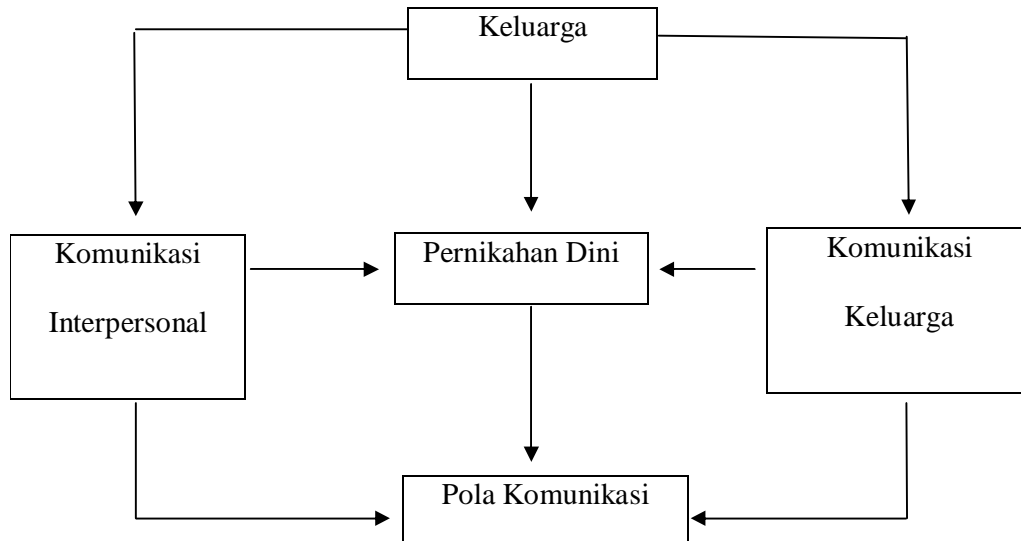 Keluarga
Komunikasi
Interpersonal
Pernikahan Dini
Komunikasi
Keluarga
Pola Komunikasi